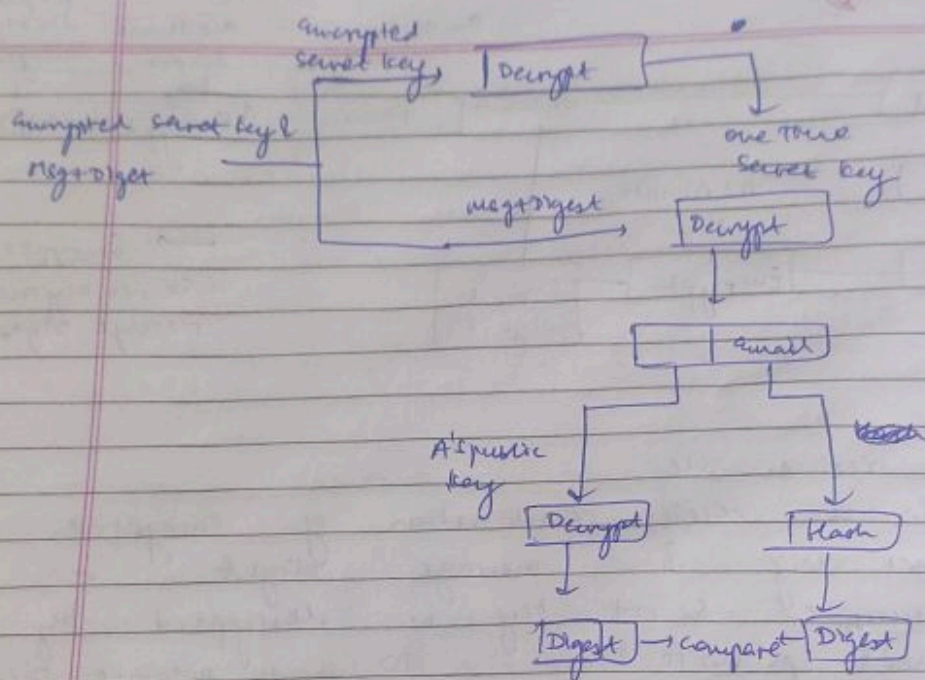 encrypted
secret key
Decrypt
encrypted secret key &
Msg + Diget
one Time
secret key
msg + Digest
Decrypt
email
A's public
key
Decrypt
Hash
Digest
compare
Digest